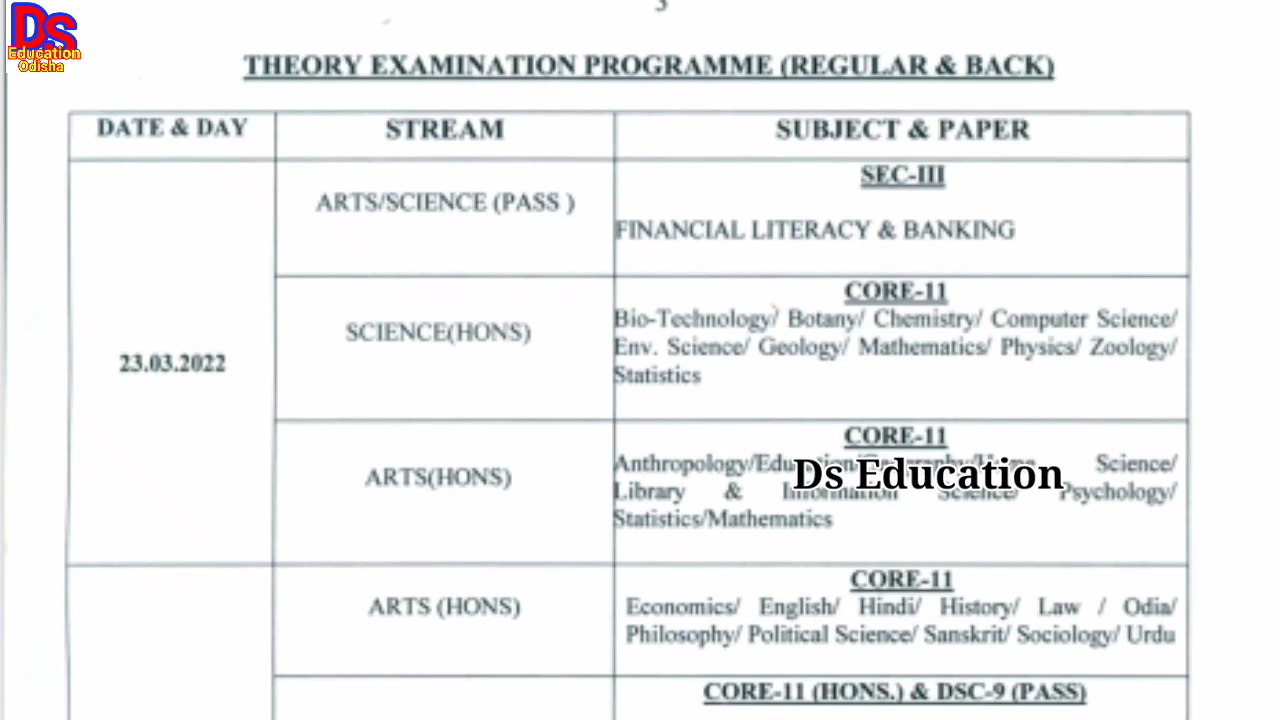 Ds
Education
Odisha
THEORY EXAMINATION PROGRAMME (REGULAR & BACK)
DATE & DAY
STREAM
SUBJECT & PAPER
23.03.2022
ARTS/SCIENCE (PASS )
SEC-III
FINANCIAL LITERACY & BANKING
SCIENCE(HONS)
CORE-11
Bio-Technology/ Botany/ Chemistry/ Computer Science/
Env. Science/ Geology/ Mathematics/ Physics/ Zoology/
Statistics
ARTS(HONS)
CORE-11
Anthropology/ Science/
Ds Education
Library & Information Science/ Psychology/
Statistics/Mathematics
ARTS (HONS)
CORE-11
Economics/ English/ Hindi/ History/ Law / Odia/
Philosophy/ Political Science/ Sanskrit/ Sociology/ Urdu
CORE-11 (HONS.) & DSC-9 (PASS)